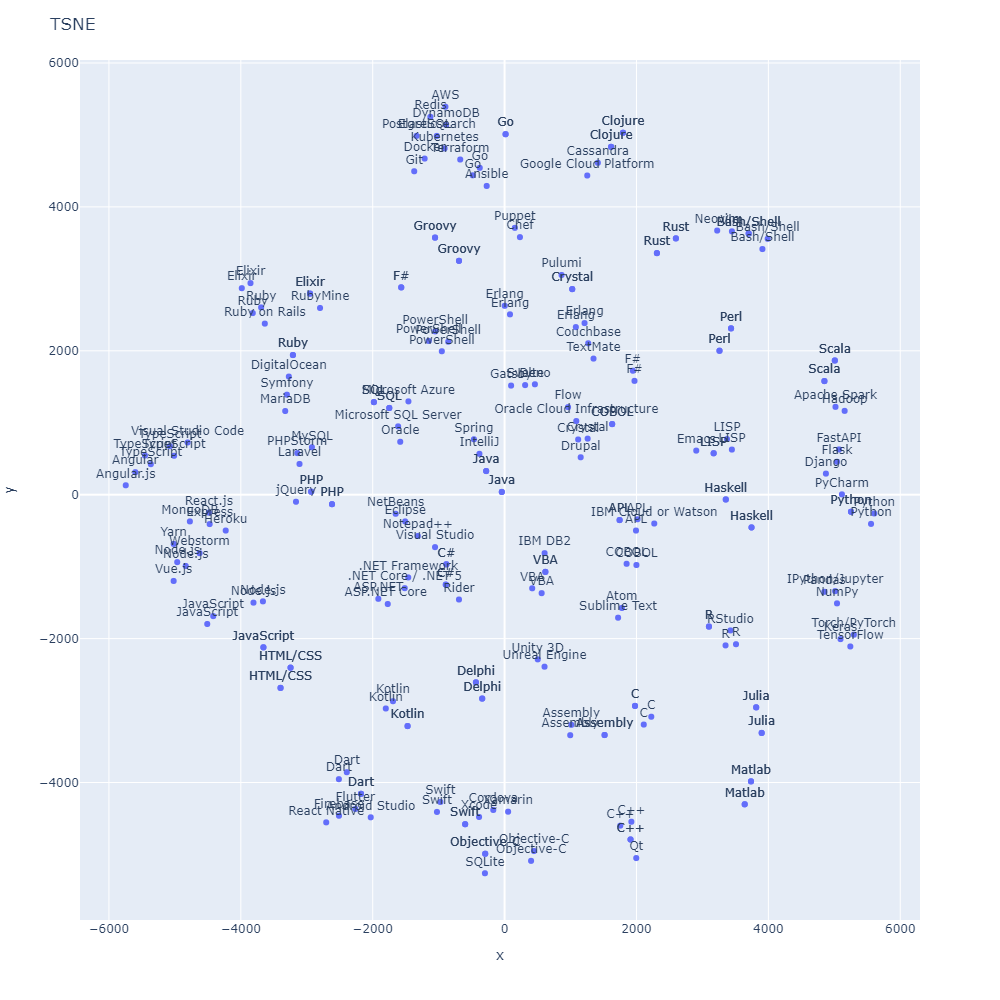 TSNE
6000
AWS
Redis
DynamoDB
PostgreSQL
Elasticsearch
Go
Clojure
Kubernetes
Clojure
Docker
Terraform
Cassandra
Git
Go
Go
Google Cloud Platform
Ansible
4000
Puppet
Neovim
Bash/Shell
Groovy
Chef
Rust
Bash/Shell
Rust
Bash/Shell
Groovy
Pulumi
Elixir
Elixir
Elixir
F#
Crystal
Ruby
RubyMine
Erlang
Ruby
Erlang
Ruby on Rails
Erlang
Erlang
PowerShell
Perl
PowerShell
PowerShell
Couchbase
PowerShell
Perl
2000
Ruby
TextMate
Scala
DigitalOcean
F#
F#
Scala
Symfony
SQL
SQL
Microsoft Azure
Gatsby
Svelte
Deno
Flow
Apache Spark
Hadoop
MariaDB
Microsoft SQL Server
Oracle Cloud Infrastructure
COBOL
Visual Studio Code
TypeScript
Oracle
Spring
Crystal
Crystal
LISP
TypeScript
TypeScript
TypeScript
MySQL
PHPStorm
IntelliJ
Emacs
LISP
LISP
FastAPI
Laravel
Drupal
Flask
Angular
Java
Django
Angular.js
PHP
Java
PyCharm
0
jQuery
PHP
Haskell
React.js
NetBeans
Python
Python
MongoDB
Express
Eclipse
APL
APL
IBM Cloud or Watson
Haskell
Python
Heroku
Notepad++
APL
Yarn
Visual Studio
Webstorm
IBM DB2
Node.js
Node.js
C#
COBOL
COBOL
Vue.js
.NET Framework
VBA
.NET Core / .NET 5
C#
VBA
VBA
IPython/Jupyter
Pandas
ASP.NET
ASP.NET Core
Rider
NumPy
Node.js
Node.js
Atom
JavaScript
JavaScript
Sublime Text
R
RStudio
Torch/PyTorch
Keras
−2000
JavaScript
R
R
TensorFlow
HTML/CSS
Unity 3D
Unreal Engine
HTML/CSS
Delphi
Delphi
Kotlin
Kotlin
C
Julia
Kotlin
C
C
Assembly
Assembly
Assembly
Julia
−4000
Dart
Dart
Dart
Matlab
Flutter
Swift
Matlab
Firebase
Android Studio
Swift
Cordova
Xamarin
React Native
Xcode
Swift
C++
C++
C++
Objective-C
Objective-C
Objective-C
Qt
SQLite
−6000
−4000
−2000
0
2000
4000
6000
x
y